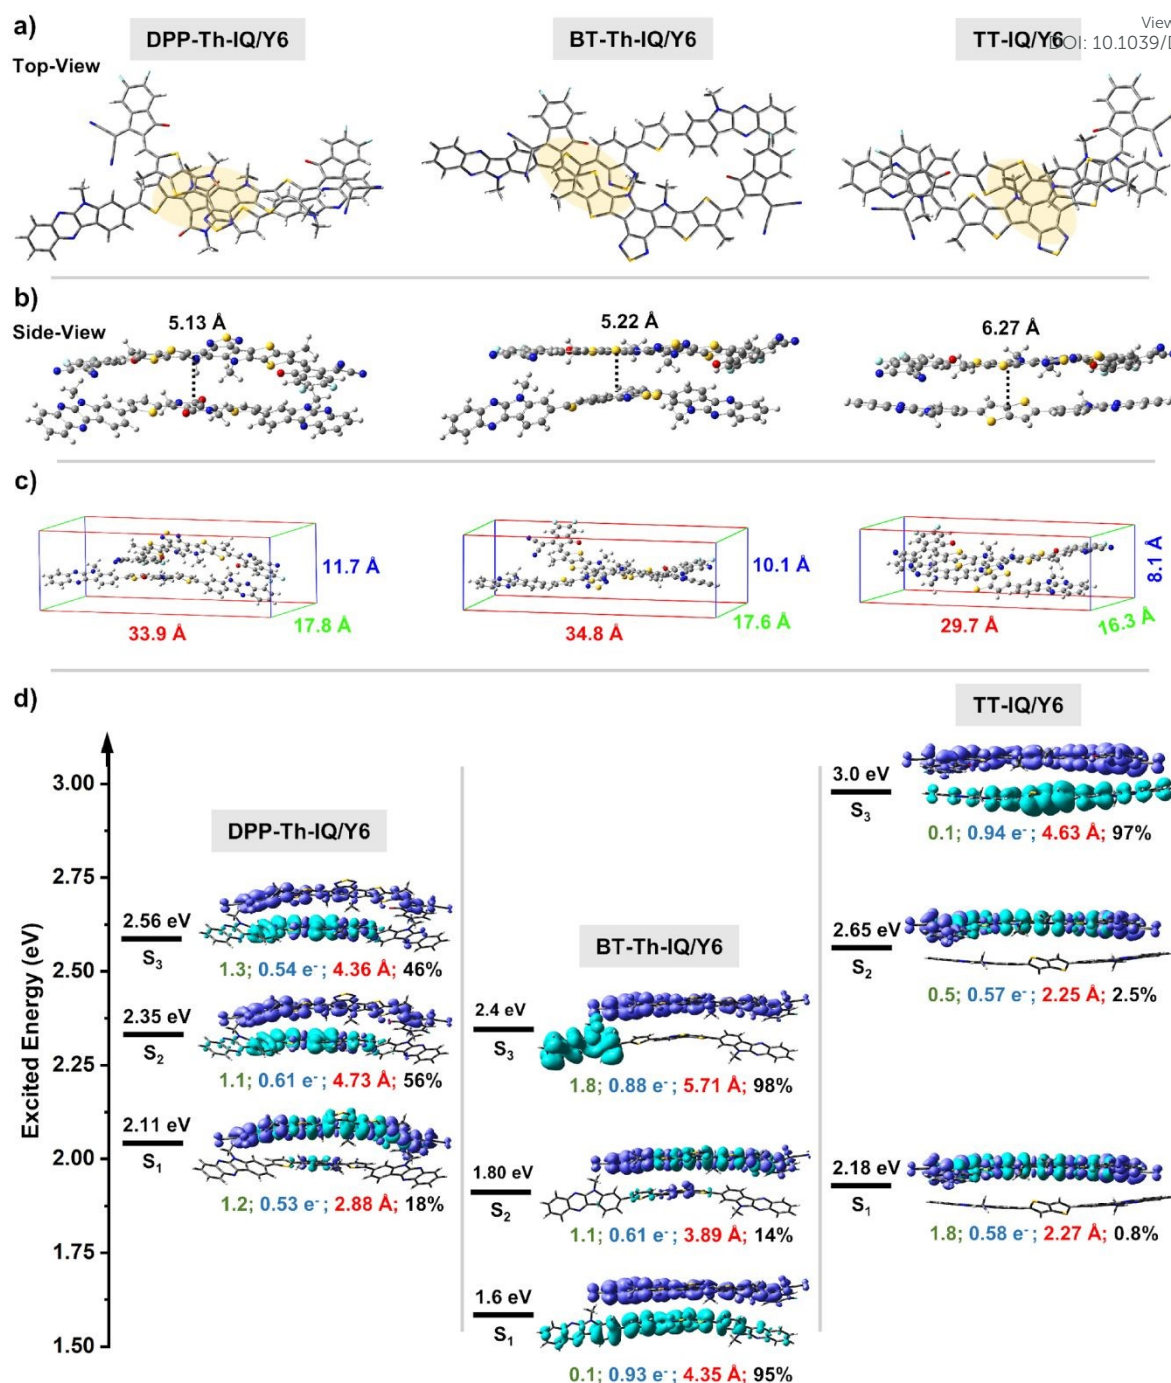 a)
DPP-Th-IQ/Y6
BT-Th-IQ/Y6
TT-IQ/Y6
View
DOI: 10.1039/D
Top-View
b)
Side-View
5.13 Å
5.22 Å
6.27 Å
c)
11.7 Å
33.9 Å
17.8 Å
10.1 Å
34.8 Å
17.6 Å
8.1 Å
29.7 Å
16.3 Å
d)
Excited Energy (eV)
3.00
2.75
2.50
2.25
2.00
1.75
1.50
DPP-Th-IQ/Y6
2.56 eV
S3
1.3; 0.54 e-; 4.36 Å; 46%
2.35 eV
S2
1.1; 0.61 e-; 4.73 Å; 56%
2.11 eV
S1
1.2; 0.53 e-; 2.88 Å; 18%
BT-Th-IQ/Y6
2.4 eV
S3
1.8; 0.88 e-; 5.71 Å; 98%
1.80 eV
S2
1.1; 0.61 e-; 3.89 Å; 14%
1.6 eV
S1
0.1; 0.93 e-; 4.35 Å; 95%
TT-IQ/Y6
3.0 eV
S3
0.1; 0.94 e-; 4.63 Å; 97%
2.65 eV
S2
0.5; 0.57 e-; 2.25 Å; 2.5%
2.18 eV
S1
1.8; 0.58 e-; 2.27 Å; 0.8%